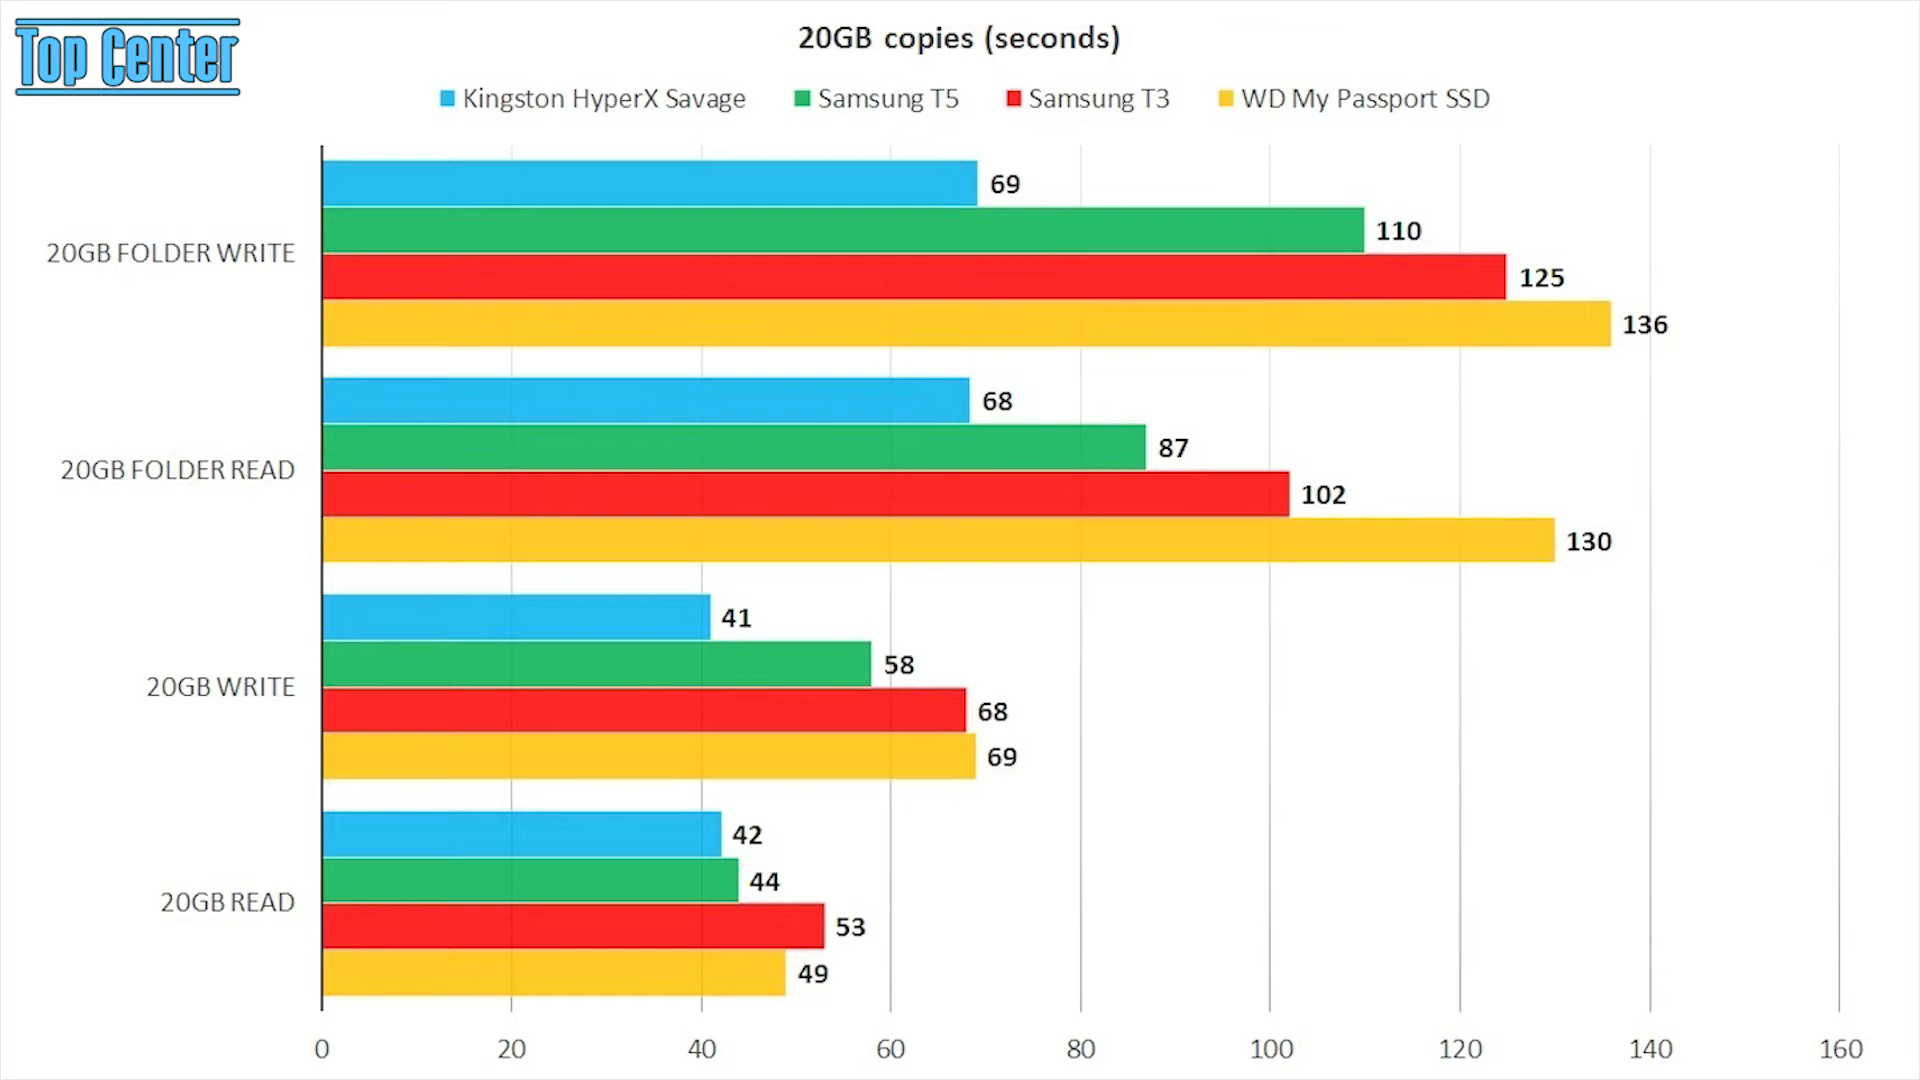 Top Center
20GB copies (seconds)
Kingston HyperX Savage Samsung T5 Samsung T3 WD My Passport SSD
20GB FOLDER WRITE
69
110
125
136
20GB FOLDER READ
68
87
102
130
20GB WRITE
41
58
68
69
20GB READ
42
44
53
49
0 20 40 60 80 100 120 140 160